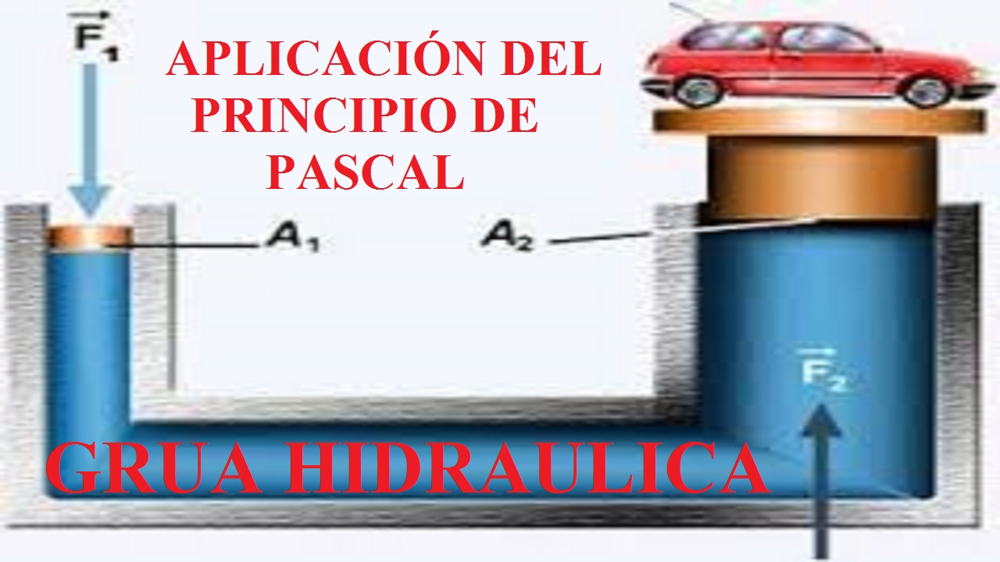 F₁
APLICACIÓN DEL
PRINCIPIO DE
PASCAL
A₁
A₂
F₂
GRUA HIDRAULICA